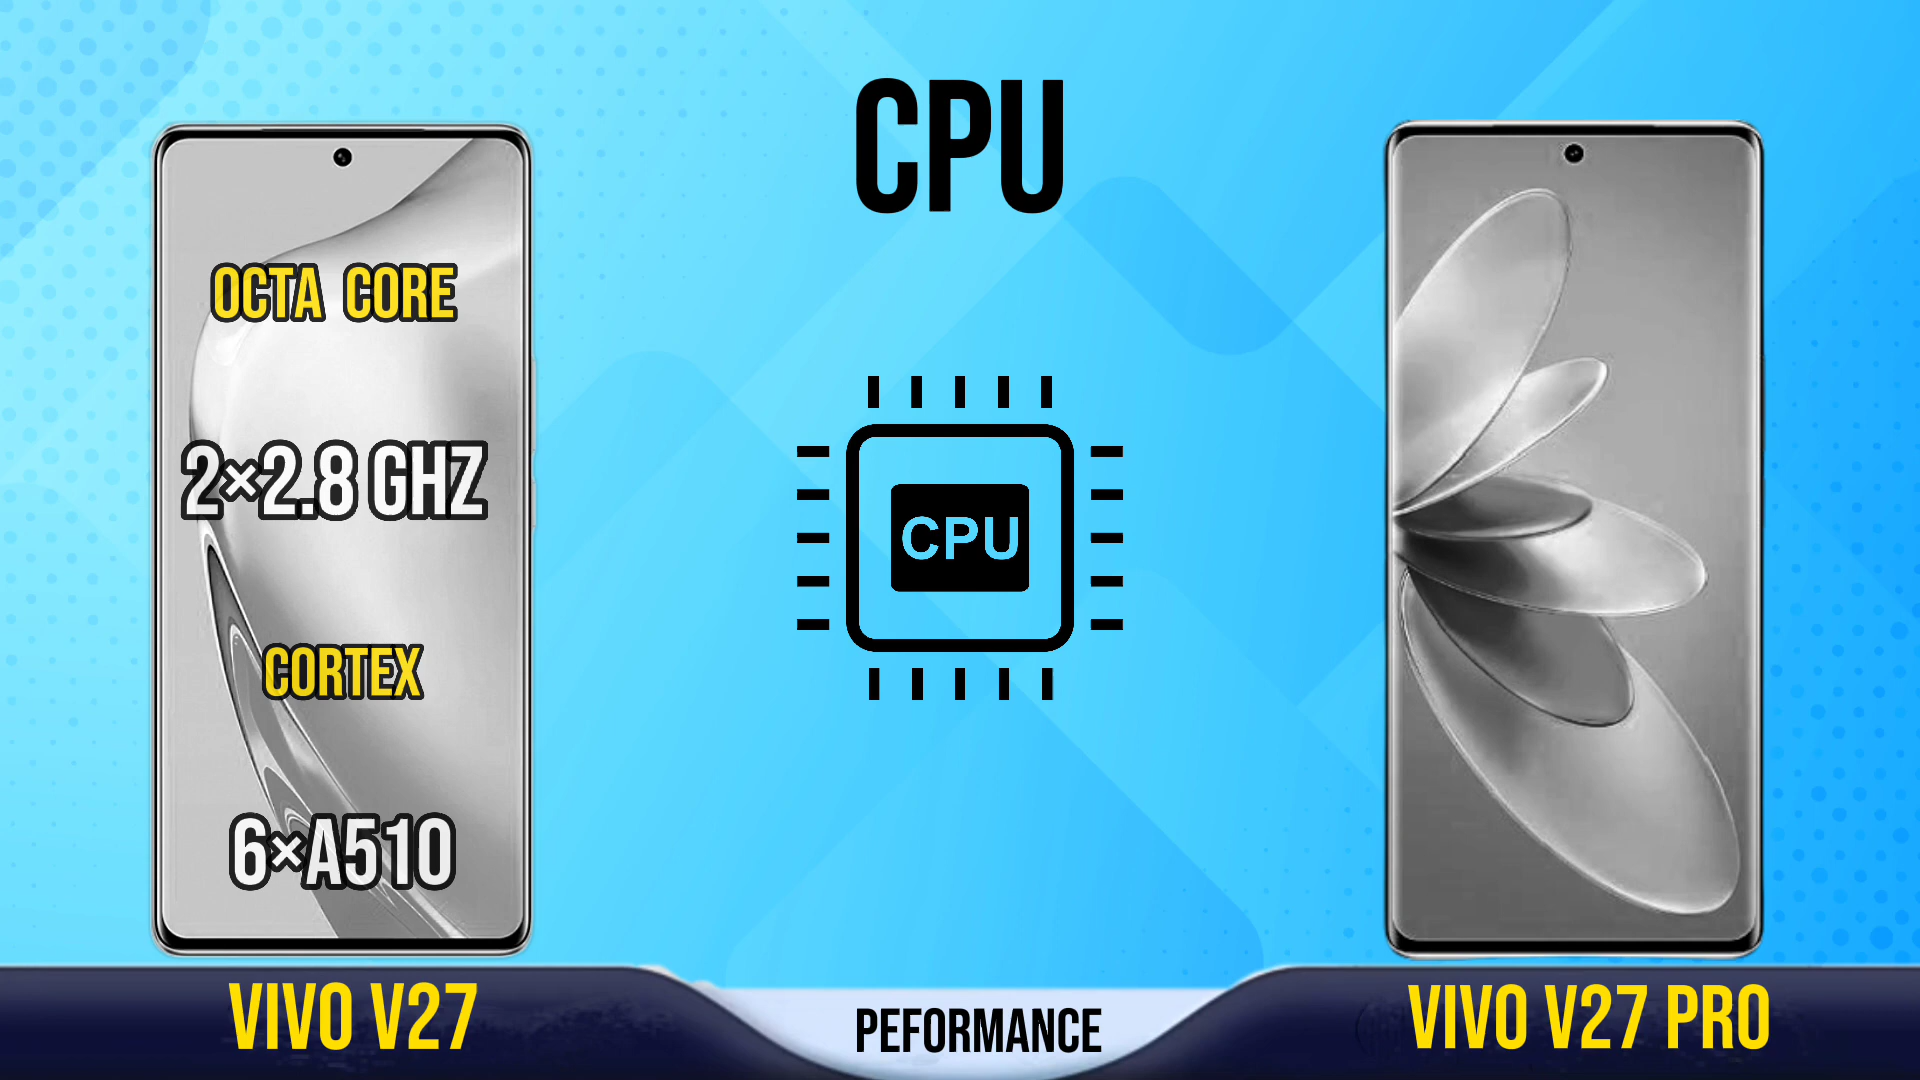 CPU
OCTA CORE
2×2.8 GHZ
CPU
CORTEX
6×A510
VIVO V27
PEFORMANCE
VIVO V27 PRO